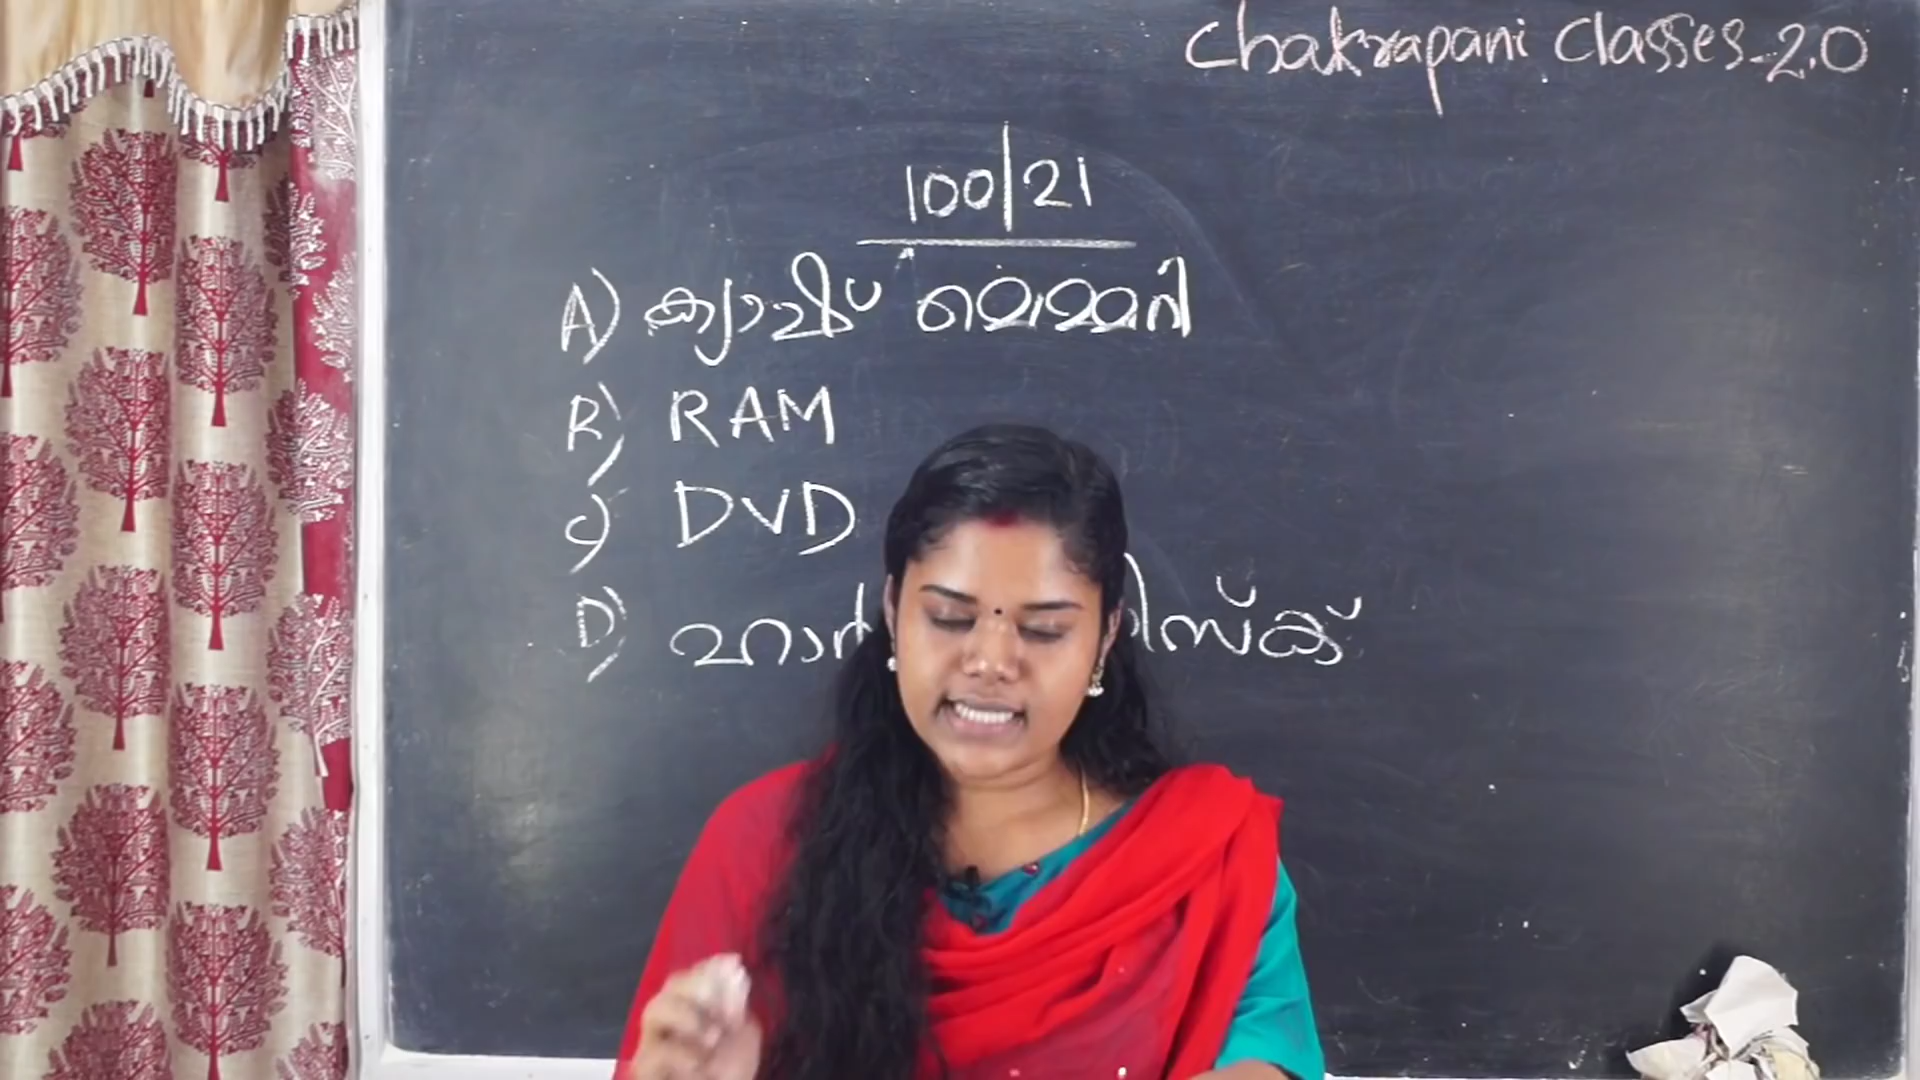 Chakrapani Classes-2.0
100/21
A) ക്യാഷ് മെമ്മറി
B) RAM
C) DVD
D) ഹാർ